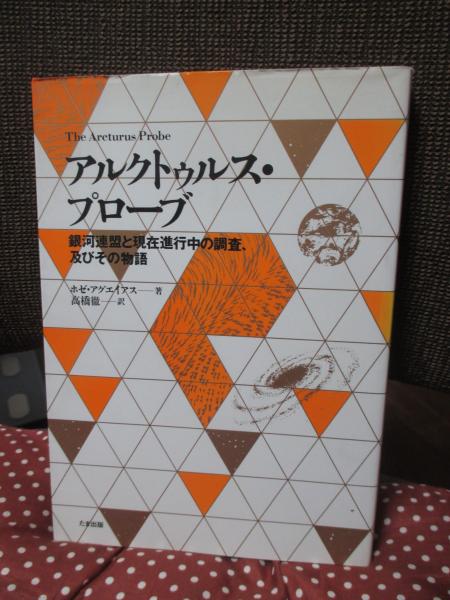 The Arcturus Probe
アルクトゥルス・
プローブ
銀河連盟と現在進行中の調査、
及びその物語
ホゼ・アグエイアス——著
高橋徹——訳
たま出版